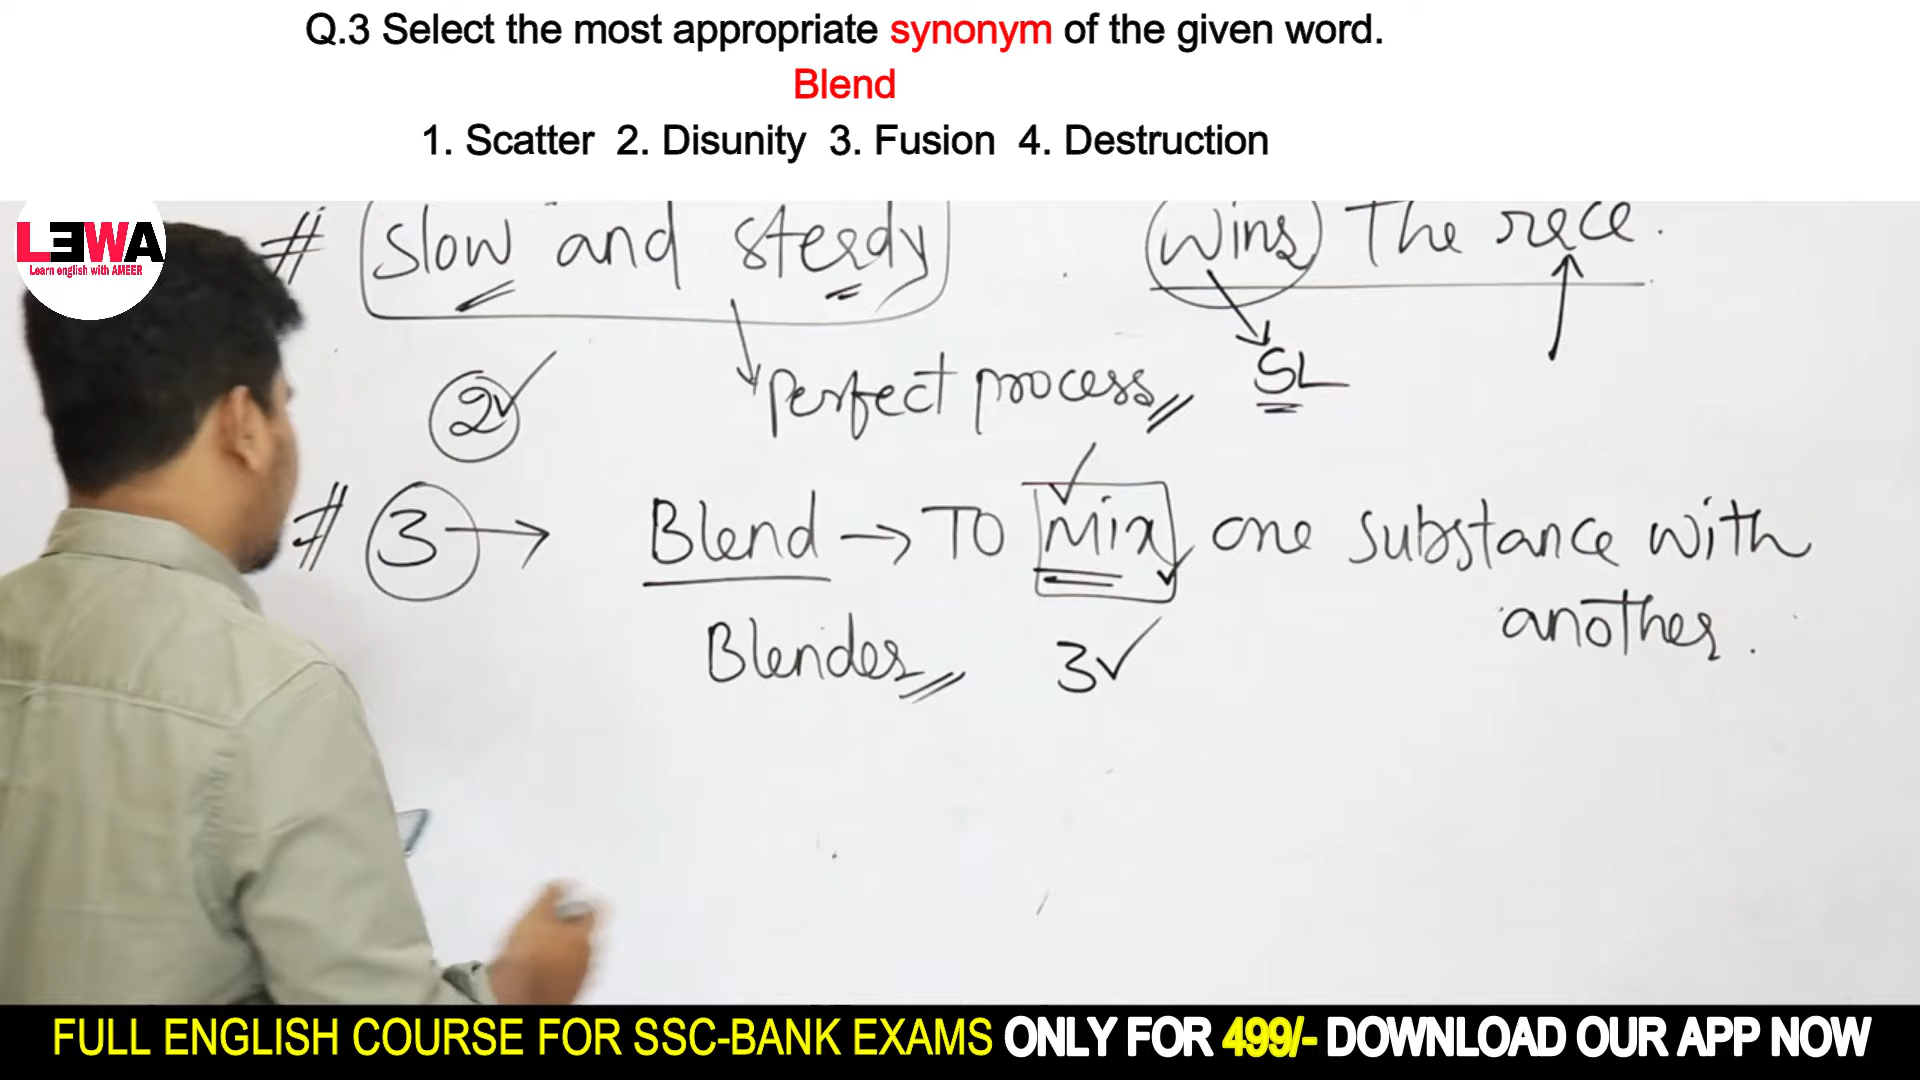 Q.3 Select the most appropriate synonym of the given word.
Blend
1. Scatter 2. Disunity 3. Fusion 4. Destruction
LEWA
Learn english with AMEER
# slow and steady wins The race.
2 Perfect process SL
# 3 → Blend → TO Mix one substance with
another.
Blender 3
FULL ENGLISH COURSE FOR SSC-BANK EXAMS ONLY FOR 499/- DOWNLOAD OUR APP NOW